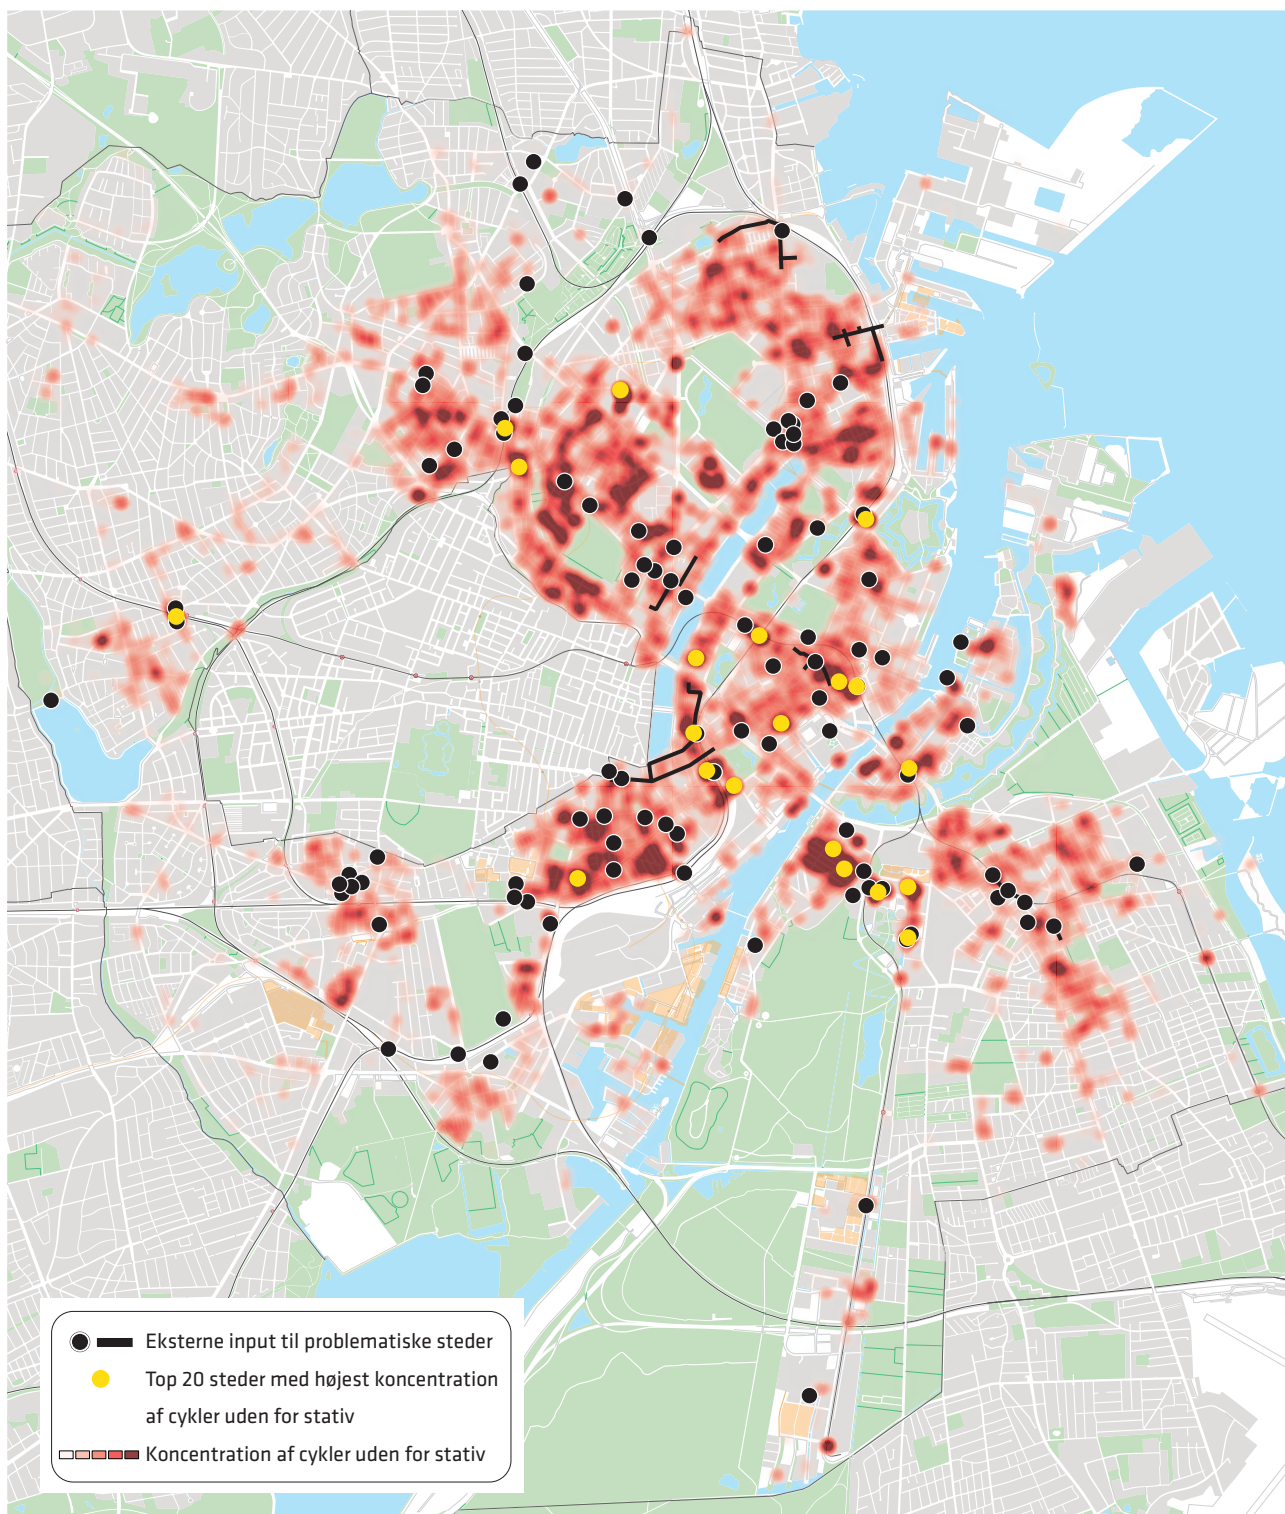 Eksterne input til problematiske steder
Top 20 steder med højest koncentration
af cykler uden for stativ
Koncentration af cykler uden for stativ